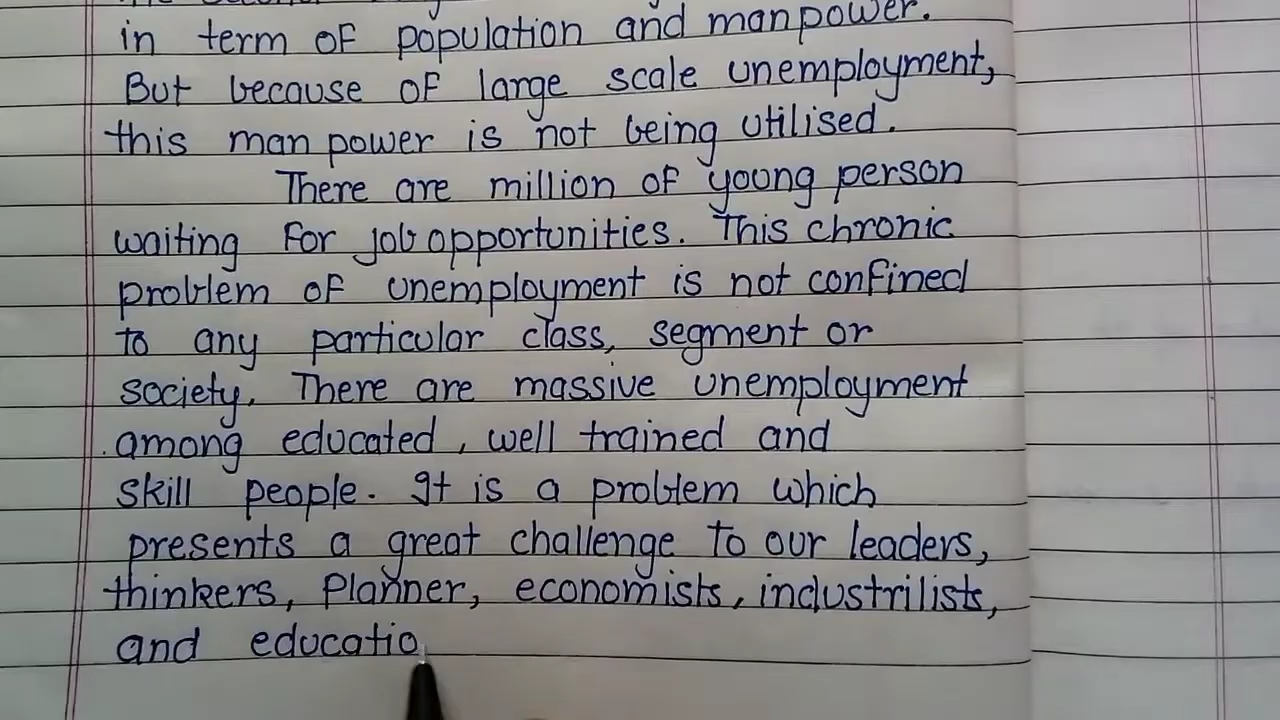 in term of population and manpower.
But because of large scale unemployment,
this man power is not being utilised.
There are million of young person
waiting for job opportunities. This chronic
problem of unemployment is not confined
to any particular class, segment or
society. There are massive unemployment
among educated, well trained and
skill people. It is a problem which
presents a great challenge to our leaders,
thinkers, Planner, economists, industrilists,
and educatio